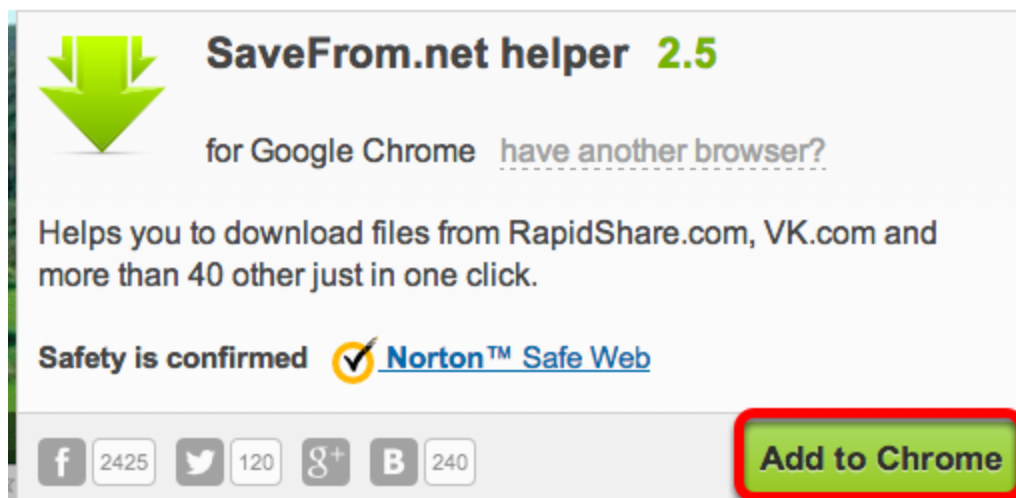 SaveFrom.net helper 2.5
for Google Chrome have another browser?
Helps you to download files from RapidShare.com, VK.com and
more than 40 other just in one click.
Safety is confirmed Norton™ Safe Web
f 2425 120 g+ B 240 Add to Chrome